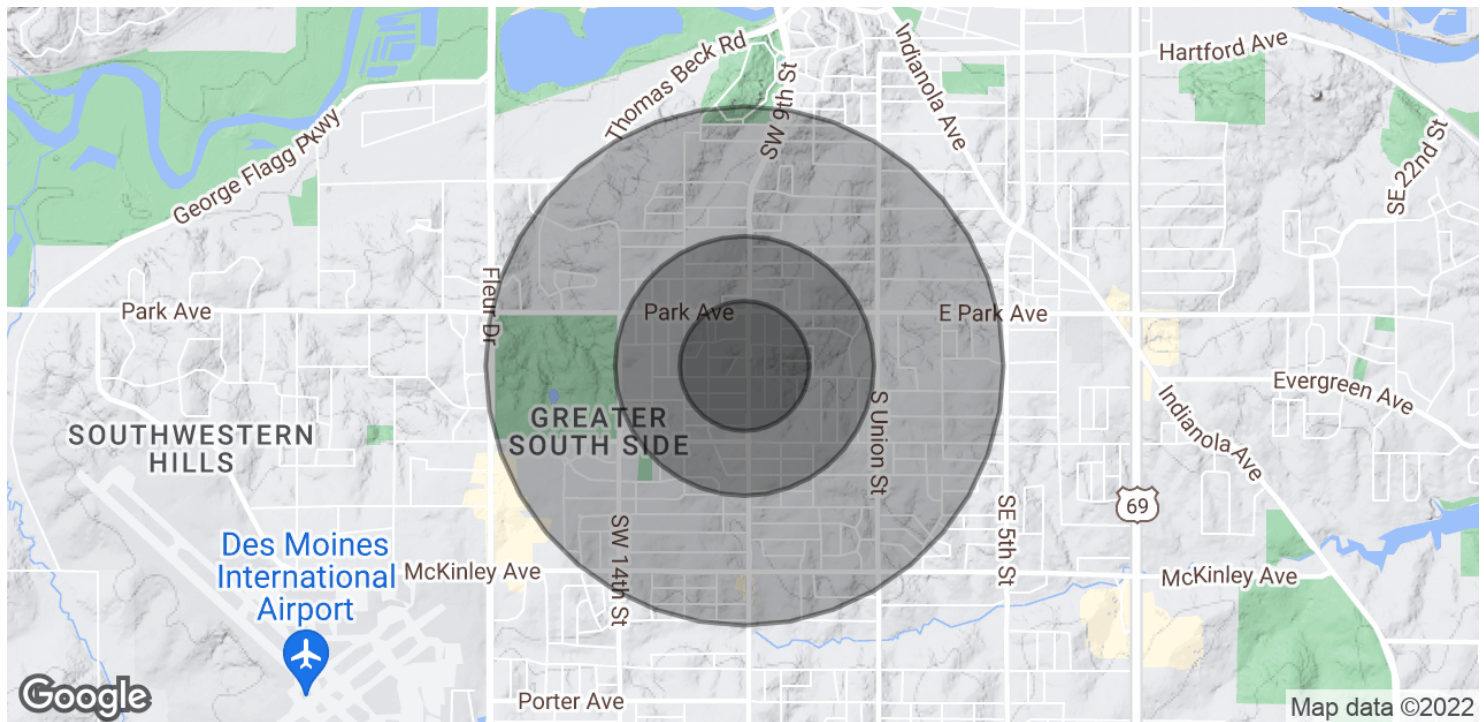 Thomas Beck Rd
SW 9th St
Indianola Ave
Hartford Ave
George Flagg Pkwy
SE 22nd St
Fleur Dr
Park Ave
Park Ave
E Park Ave
Evergreen Ave
SOUTHWESTERN
HILLS
GREATER
SOUTH SIDE
S Union St
Indianola Ave
69
SW 14th St
SE 5th St
Des Moines
International
Airport
McKinley Ave
McKinley Ave
Porter Ave
Google
Map data ©2022